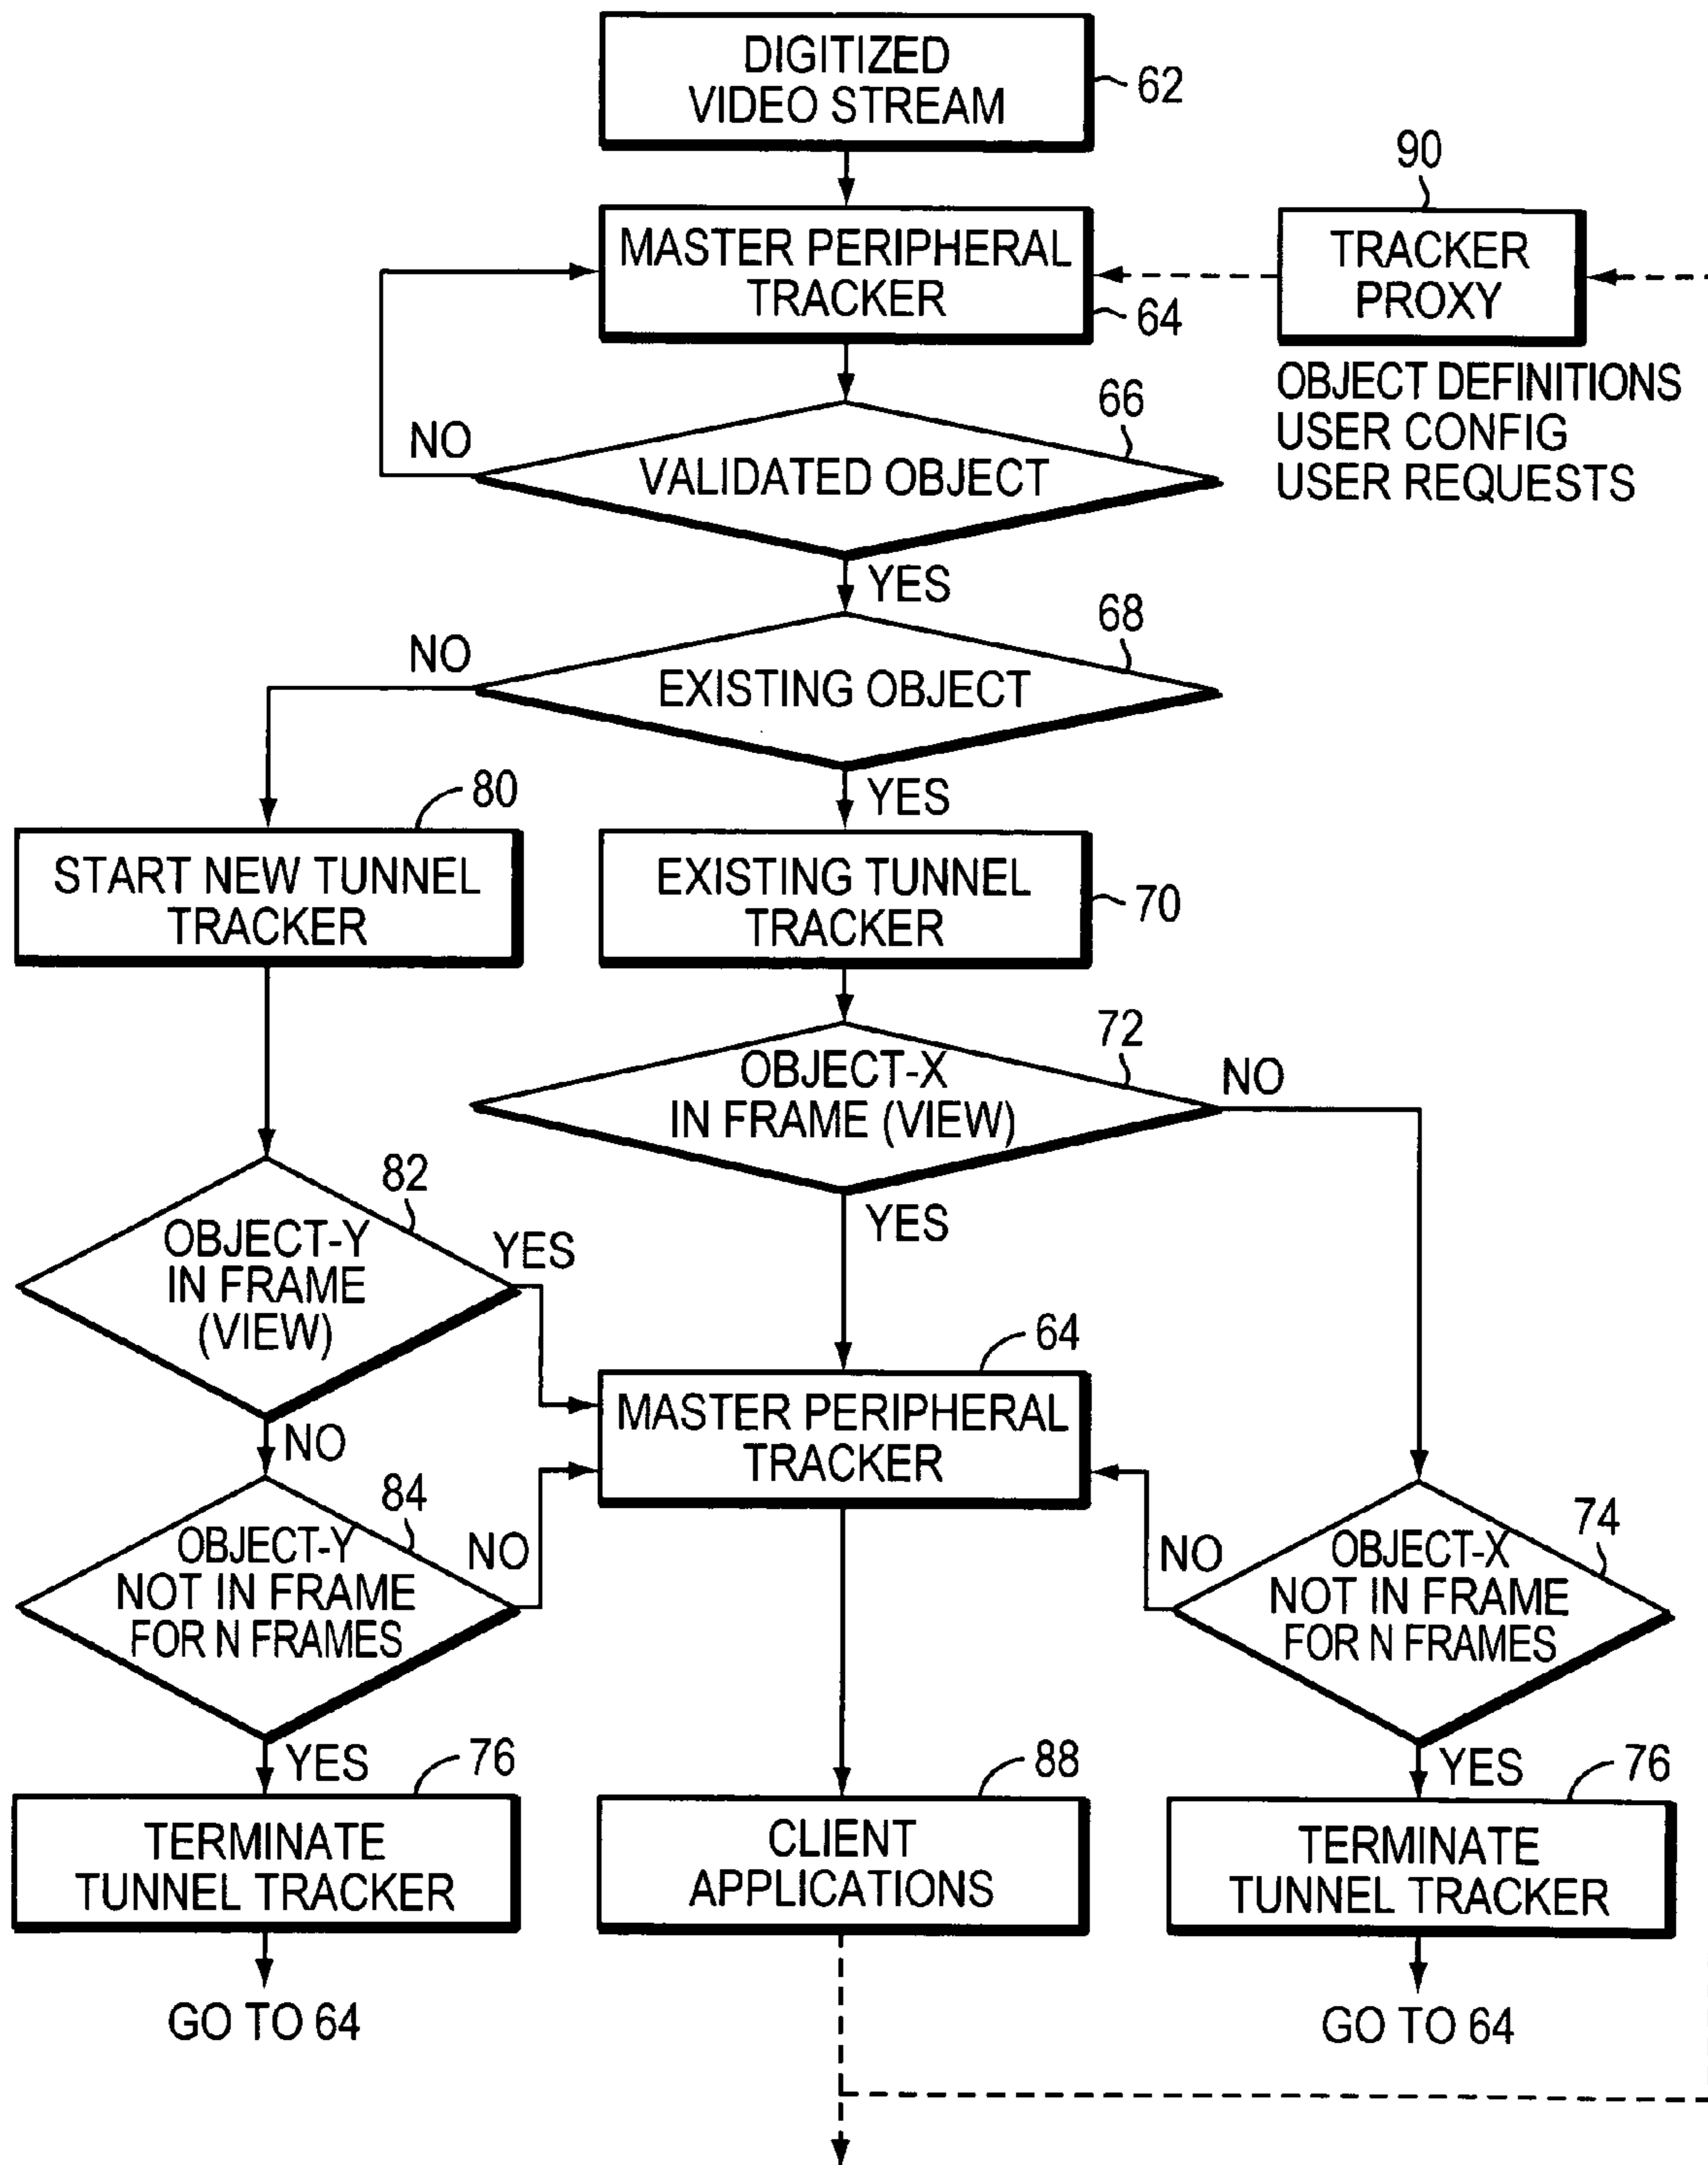 DIGITIZED
VIDEO STREAM
62
90
MASTER PERIPHERAL
TRACKER
64
TRACKER
PROXY
OBJECT DEFINITIONS
USER CONFIG
USER REQUESTS
66
NO
VALIDATED OBJECT
YES
68
NO
EXISTING OBJECT
YES
80
START NEW TUNNEL
TRACKER
EXISTING TUNNEL
TRACKER
70
72
OBJECT-X
IN FRAME (VIEW)
NO
YES
82
OBJECT-Y
IN FRAME
(VIEW)
YES
NO
64
MASTER PERIPHERAL
TRACKER
84
OBJECT-Y
NOT IN FRAME
FOR N FRAMES
NO
YES
74
NO
OBJECT-X
NOT IN FRAME
FOR N FRAMES
YES
76
TERMINATE
TUNNEL TRACKER
GO TO 64
88
CLIENT
APPLICATIONS
76
TERMINATE
TUNNEL TRACKER
GO TO 64